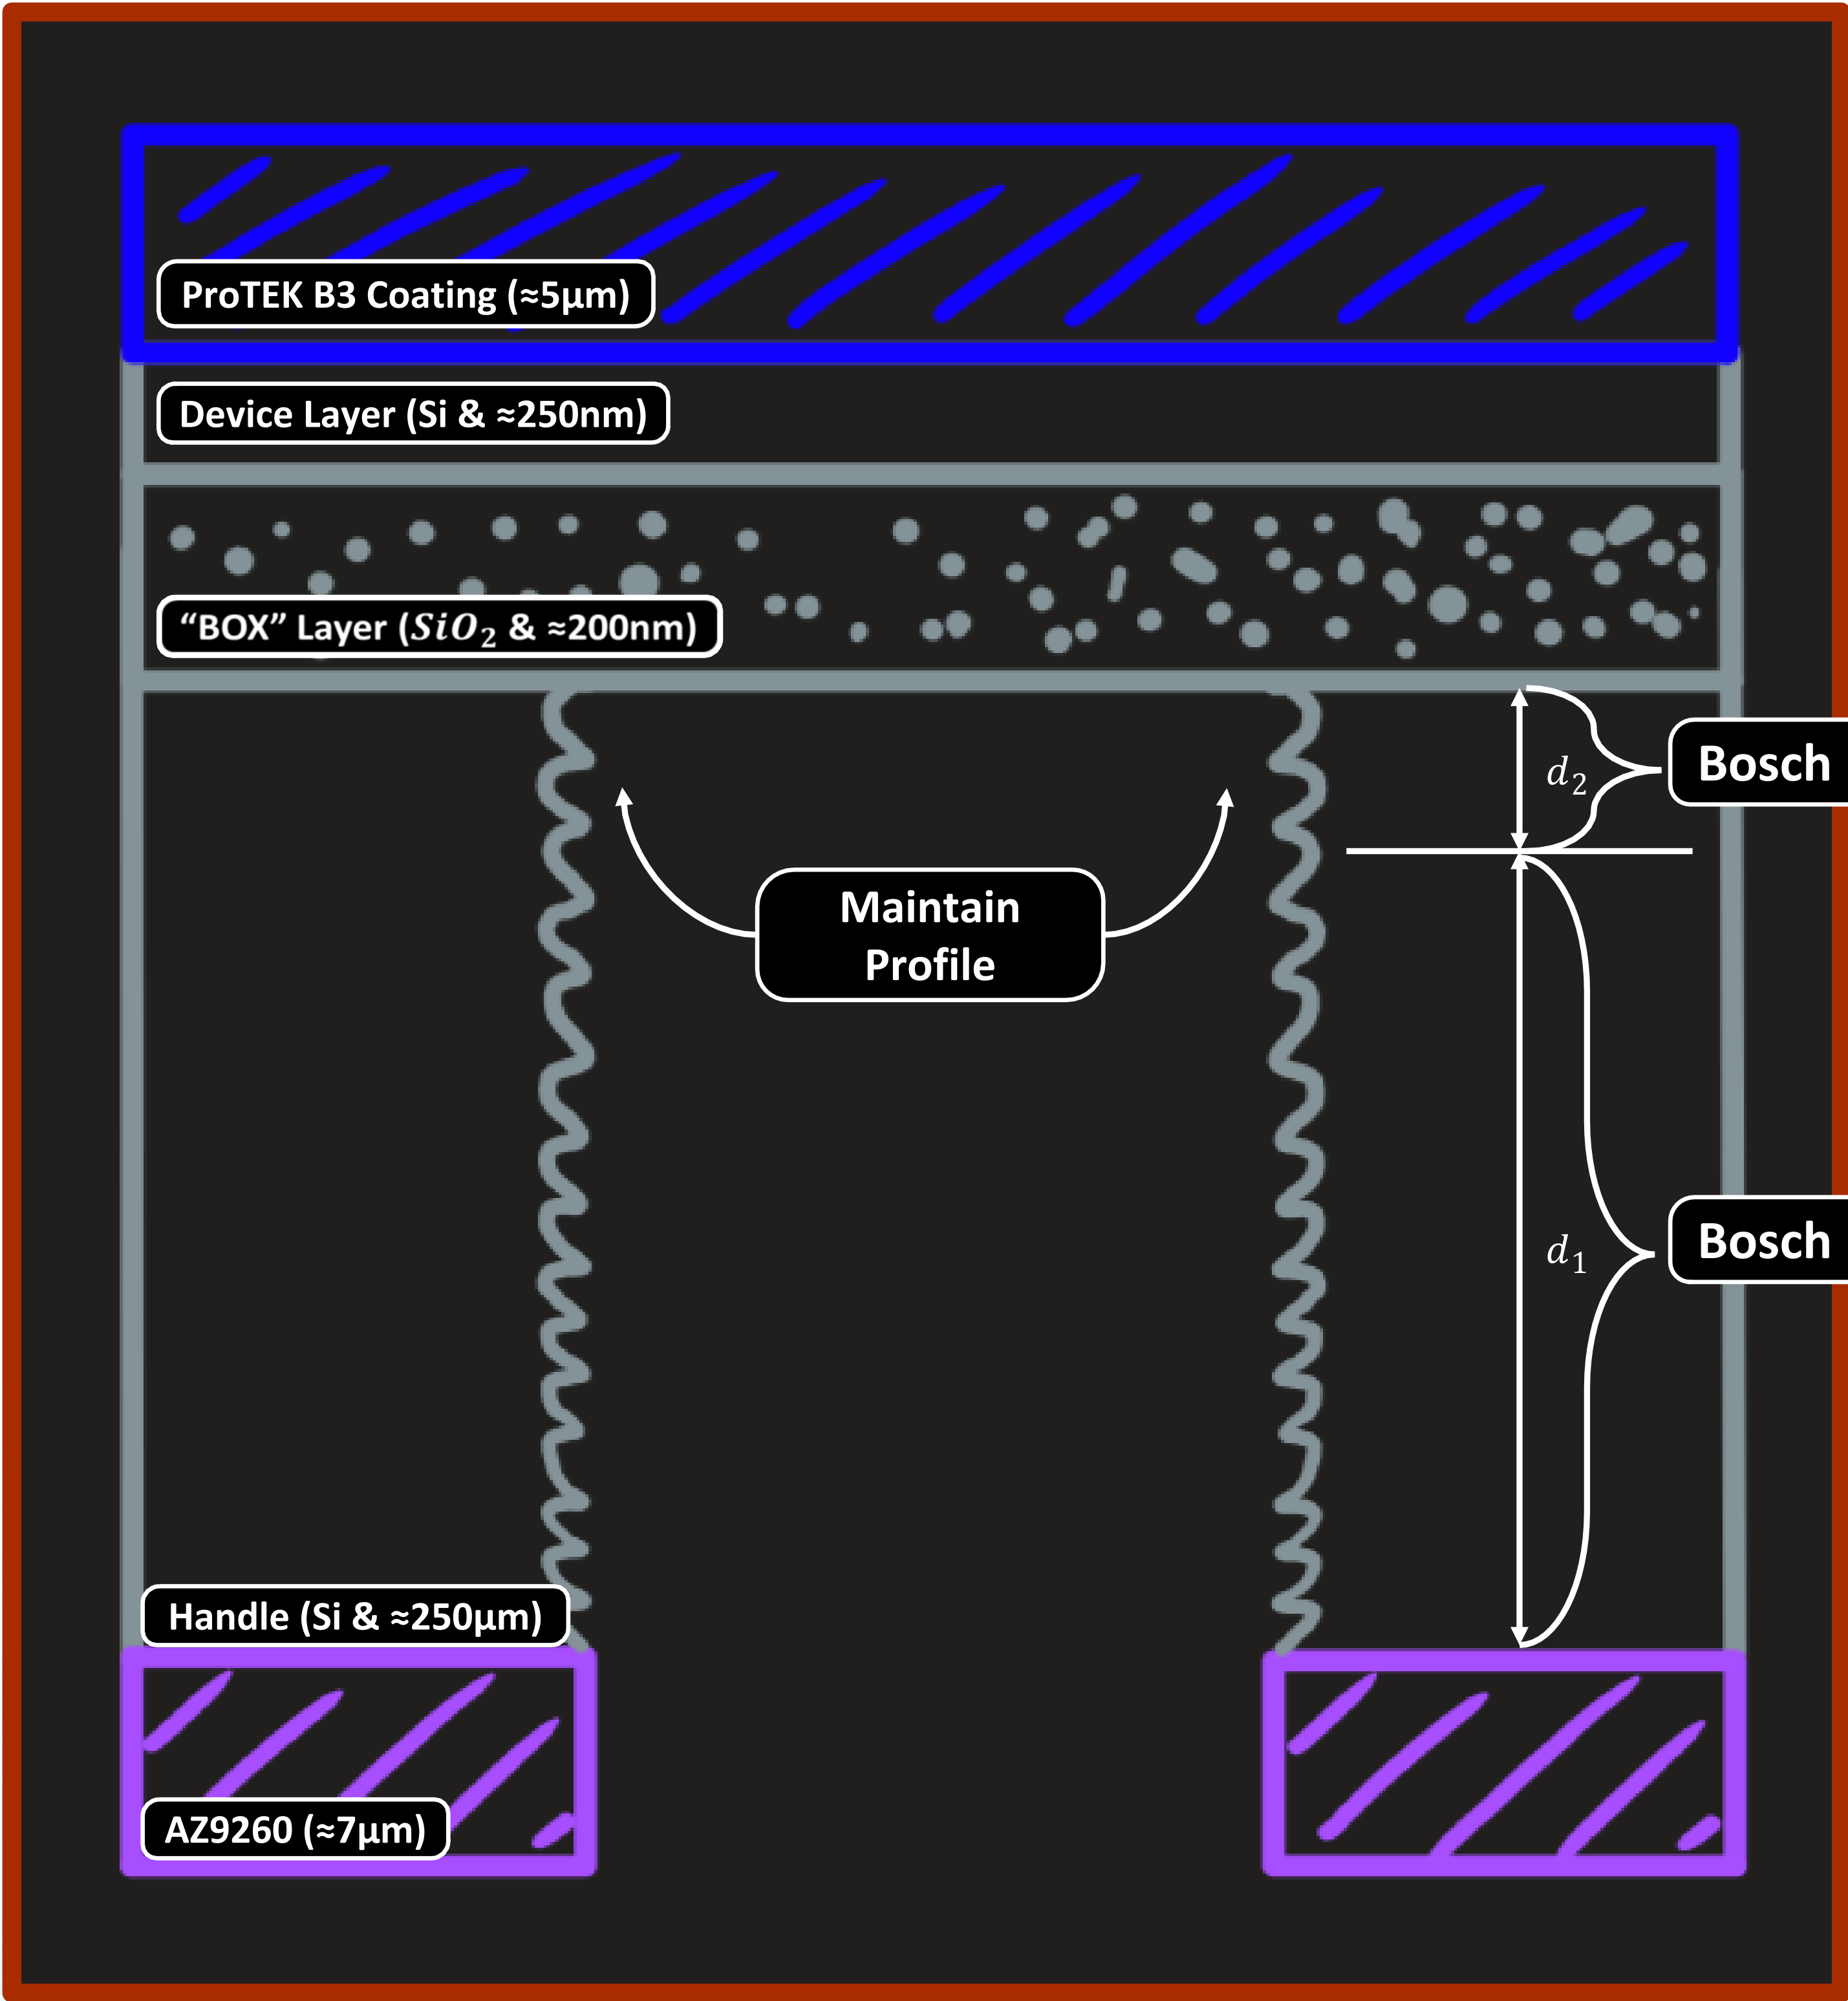 ProTEK B3 Coating (≈5μm)
Device Layer (Si & ≈250nm)
“BOX” Layer (SiO₂ & ≈200nm)
d₂
Bosch
Maintain
Profile
d₁
Bosch
Handle (Si & ≈250μm)
AZ9260 (≈7μm)